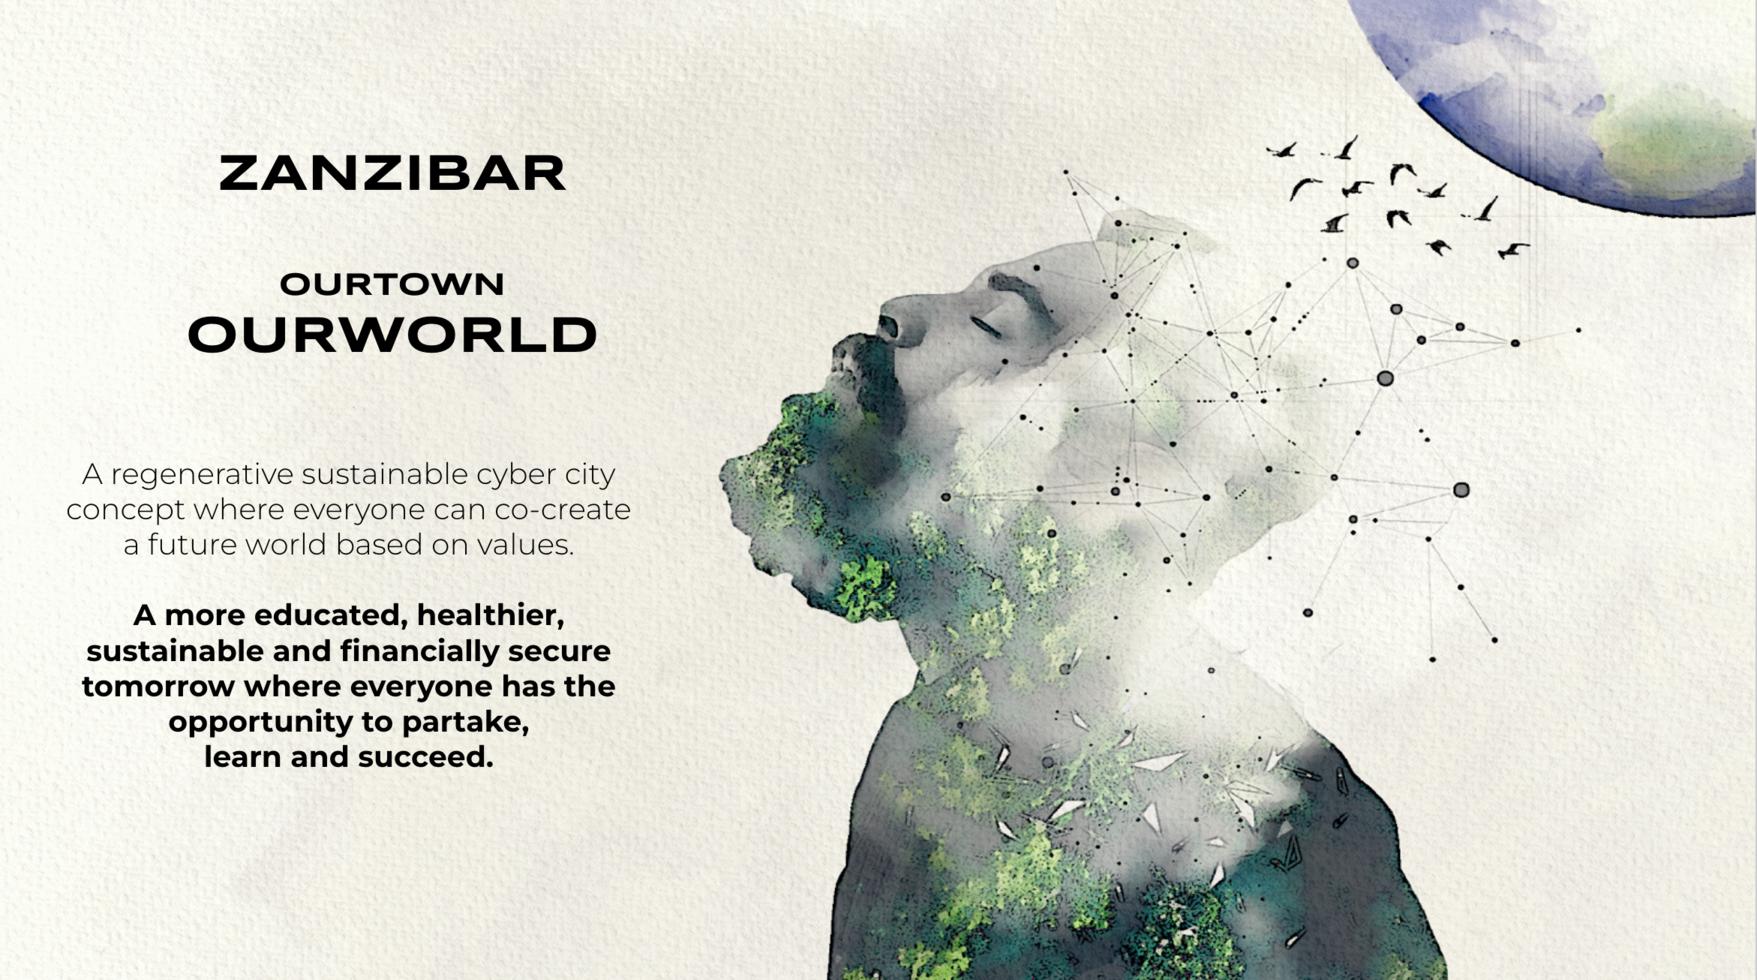 ZANZIBAR
OURTOWN
OURWORLD
A regenerative sustainable cyber city
concept where everyone can co-create
a future world based on values.
A more educated, healthier,
sustainable and financially secure
tomorrow where everyone has the
opportunity to partake,
learn and succeed.